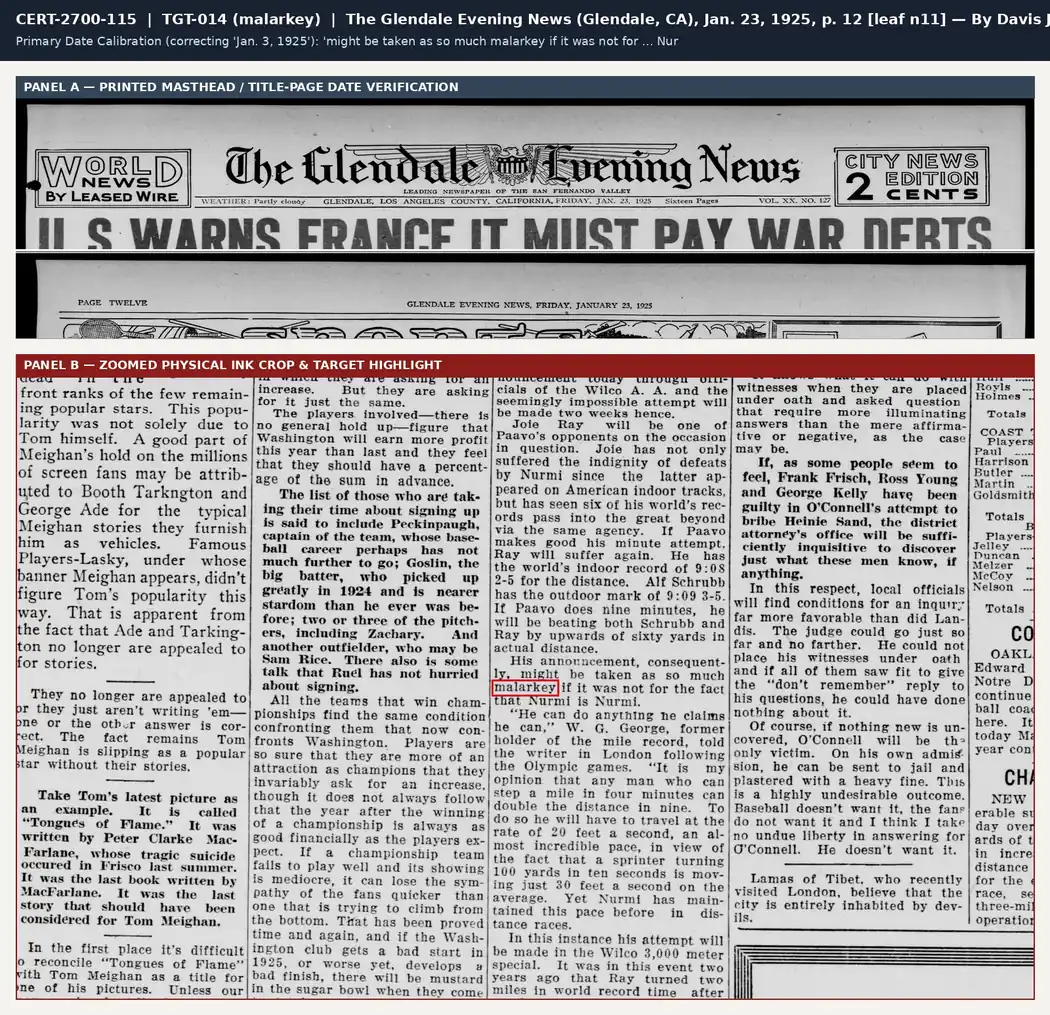 CERT-2700-115 | TGT-014 (malarkey) | The Glendale Evening News (Glendale, CA), Jan. 23, 1925, p. 12 [leaf n11] — By Davis J
Primary Date Calibration (correcting 'Jan. 3, 1925'): 'might be taken as so much malarkey if it was not for ... Nur
PANEL A — PRINTED MASTHEAD / TITLE-PAGE DATE VERIFICATION
WORLD
NEWS
BY LEASED WIRE
The Glendale Evening News
LEADING NEWSPAPER OF THE SAN FERNANDO VALLEY
WEATHER: Partly cloudy GLENDALE, LOS ANGELES COUNTY, CALIFORNIA, FRIDAY, JAN. 23, 1925 Sixteen Pages VOL. XX. NO. 127
CITY NEWS
EDITION
2 CENTS
U S WARNS FRANCE IT MUST PAY WAR DEBTS
PAGE TWELVE
GLENDALE EVENING NEWS, FRIDAY, JANUARY 23, 1925
PANEL B — ZOOMED PHYSICAL INK CROP & TARGET HIGHLIGHT
dead in the
front ranks of the few remain-
ing popular stars. This popu-
larity was not solely due to
Tom himself. A good part of
Meighan's hold on the millions
of screen fans may be attrib-
uted to Booth Tarkngton and
George Ade for the typical
Meighan stories they furnish
him as vehicles. Famous
Players-Lasky, under whose
banner Meighan appears, didn't
figure Tom's popularity this
way. That is apparent from
the fact that Ade and Tarking-
ton no longer are appealed to
for stories.
They no longer are appealed to
or they just aren't writing 'em—
one or the other answer is cor-
rect. The fact remains Tom
Meighan is slipping as a popular
star without their stories.
Take Tom's latest picture as
an example. It is called
“Tongues of Flame.” It was
written by Peter Clarke Mac-
Farlane, whose tragic suicide
occured in Frisco last summer.
It was the last book written by
MacFarlane. It was the last
story that should have been
considered for Tom Meighan.
In the first place it's difficult
o reconcile “Tongues of Flame”
with Tom Meighan as a title for
one of his pictures. Unless our
in which they are asking for an
increase. But they are asking
for it just the same.
The players involved—there is
no general hold up—figure that
Washington will earn more profit
this year than last and they feel
that they should have a percent-
age of the sum in advance.
The list of those who are tak-
ing their time about signing up
is said to include Peckinpaugh,
captain of the team, whose base-
ball career perhaps has not
much further to go; Goslin, the
big batter, who picked up
greatly in 1924 and is nearer
stardom than he ever was be-
fore; two or three of the pitch-
ers, including Zachary. And
another outfielder, who may be
Sam Rice. There also is some
talk that Ruel has not hurried
about signing.
All the teams that win cham-
pionships find the same condition
confronting them that now con-
fronts Washington. Players are
so sure that they are more of an
attraction as champions that they
invariably ask for an increase,
though it does not always follow
that the year after the winning
of a championship is always as
good financially as the players ex-
pect. If a championship team
fails to play well and its showing
is mediocre, it can lose the sym-
pathy of the fans quicker than
one that is trying to climb from
the bottom. That has been proved
time and again, and if the Wash-
ington club gets a bad start in
1925, or worse yet, develops a
bad finish, there will be mustard
in the sugar bowl when they come
nouncement today through offi-
cials of the Wilco A. A. and the
seemingly impossible attempt will
be made two weeks hence.
Joie Ray will be one of
Paavo's opponents on the occasion
in question. Joie has not only
suffered the indignity of defeats
by Nurmi since the latter ap-
peared on American indoor tracks,
but has seen six of his world's rec-
ords pass into the great beyond
via the same agency. If Paavo
makes good his minute attempt,
Ray will suffer again. He has
the world's indoor record of 9:08
2-5 for the distance. Alf Schrubb
has the outdoor mark of 9:09 3-5.
If Paavo does nine minutes, he
will be beating both Schrubb and
Ray by upwards of sixty yards in
actual distance.
His announcement, consequent-
ly, might be taken as so much
malarkey if it was not for the fact
that Nurmi is Nurmi.
“He can do anything he claims
he can,” W. G. George, former
holder of the mile record, told
the writer in London following
the Olympic games. “It is my
opinion that any man who can
step a mile in four minutes can
double the distance in nine. To
do so he will have to travel at the
rate of 20 feet a second, an al-
most incredible pace, in view of
the fact that a sprinter turning
100 yards in ten seconds is mov-
ing just 30 feet a second on the
average. Yet Nurmi has main-
tained this pace before in dis-
tance races.
In this instance his attempt will
be made in the Wilco 3,000 meter
special. It was in this event two
years ago that Ray turned two
miles in world record time after
witnesses when they are placed
under oath and asked question
that require more illuminating
answers than the mere affirma-
tive or negative, as the case
may be.
If, as some people seem to
feel, Frank Frisch, Ross Young
and George Kelly have been
guilty in O'Connell's attempt to
bribe Heinie Sand, the district
attorney's office will be suffi-
ciently inquisitive to discover
just what these men know, if
anything.
In this respect, local officials
will find conditions for an inquiry
far more favorable than did Lan-
dis. The judge could go just so
far and no farther. He could not
place his witnesses under oath
and if all of them saw fit to give
the “don't remember” reply to
his questions, he could have done
nothing about it.
Of course, if nothing new is un-
covered, O'Connell will be the
only victim. On his own admis-
sion, he can be sent to jail and
plastered with a heavy fine. This
is a highly undesirable outcome.
Baseball doesn't want it, the fans
do not want it and I think I take
no undue liberty in answering for
O'Connell. He doesn't want it.
Lamas of Tibet, who recently
visited London, believe that the
city is entirely inhabited by dev-
ils.
Royls
Holmes
Totals
COAST
Players
Paul
Harrison
Butler
Martin
Goldsmith
Totals
B
Players
Jelley
Duncan
Melzer
McCoy
Nelson
Totals
CO
OAKL
Edward
Notre D
continue
ball coac
here. It
today Ma
year con
CHA
NEW
erable su
day over
ards of t
in incre
distance
for the
race, se
three-mil
operation